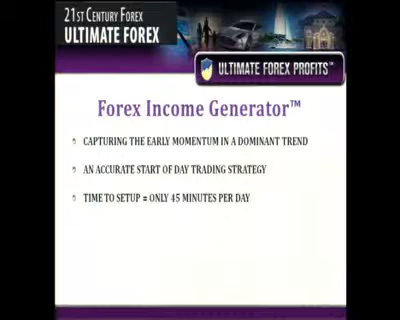 21ST CENTURY FOREX
ULTIMATE FOREX
ULTIMATE FOREX PROFITS™
Forex Income Generator™
CAPTURING THE EARLY MOMENTUM IN A DOMINANT TREND
AN ACCURATE START OF DAY TRADING STRATEGY
TIME TO SETUP = ONLY 45 MINUTES PER DAY